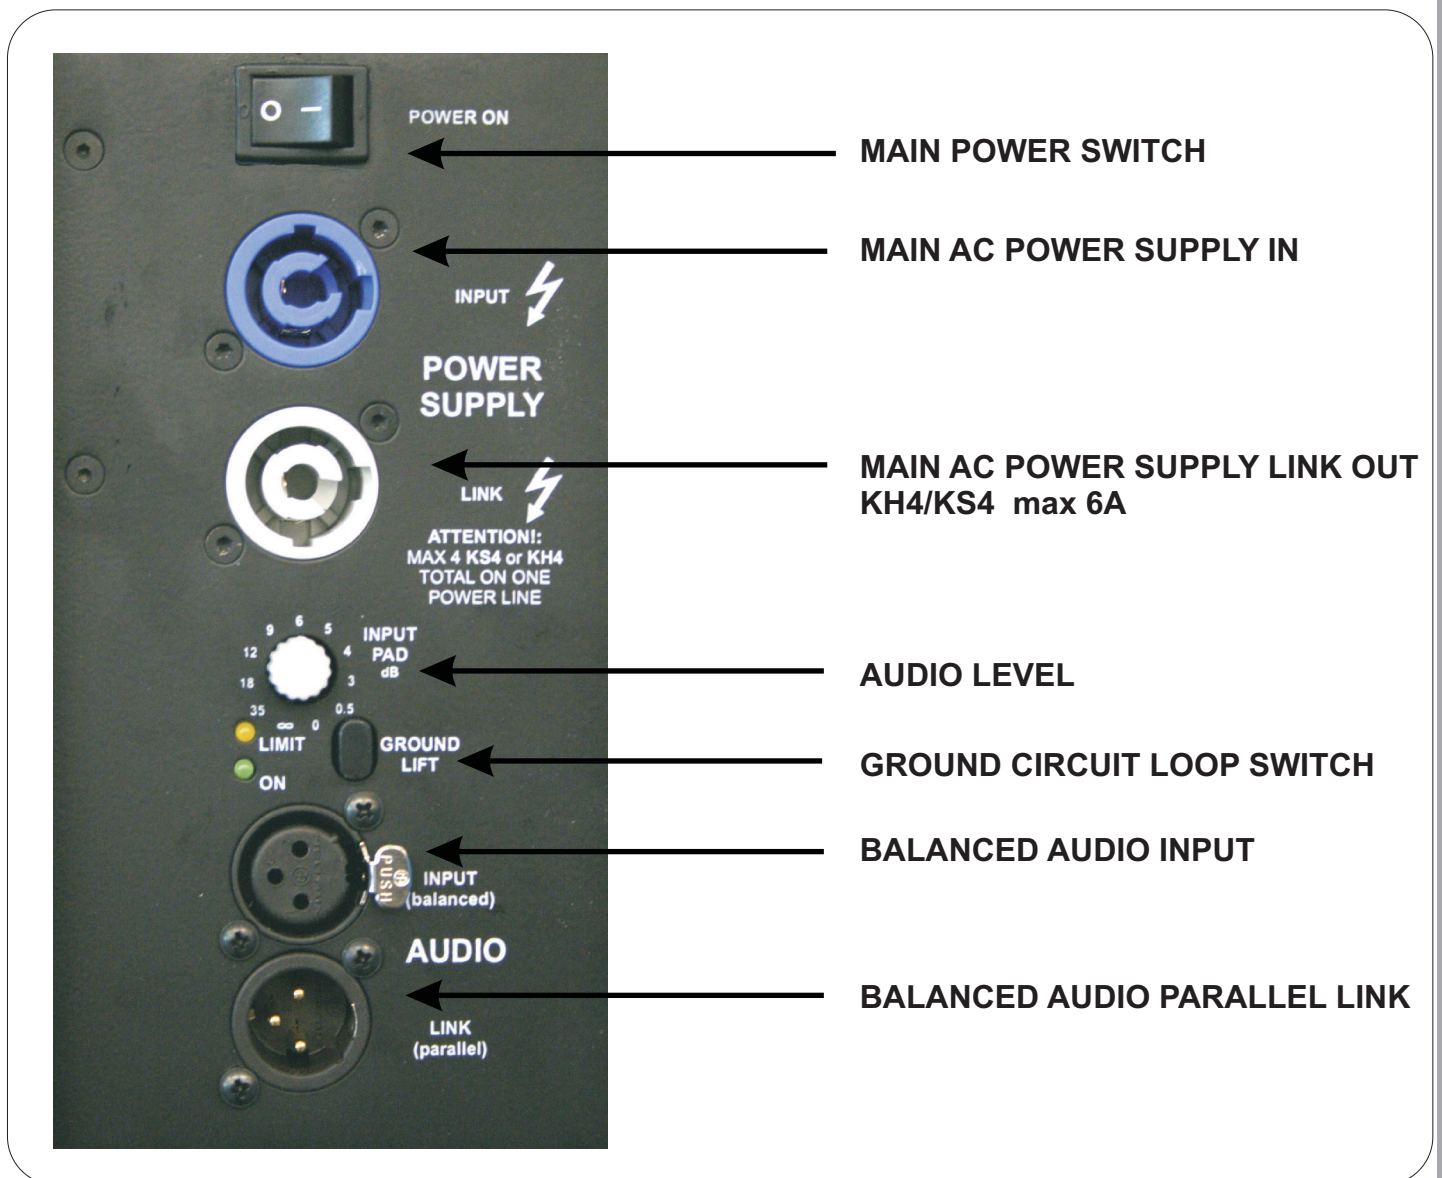 O –
POWER ON
MAIN POWER SWITCH
MAIN AC POWER SUPPLY IN
INPUT
POWER
SUPPLY
MAIN AC POWER SUPPLY LINK OUT
KH4/KS4 max 6A
LINK
ATTENTION!:
MAX 4 KS4 or KH4
TOTAL ON ONE
POWER LINE
INPUT
PAD
dB
∞ 35 18 12 9 6 5 4 3 0.5 0
AUDIO LEVEL
LIMIT
ON
GROUND
LIFT
GROUND CIRCUIT LOOP SWITCH
PUSH
BALANCED AUDIO INPUT
INPUT
(balanced)
AUDIO
BALANCED AUDIO PARALLEL LINK
LINK
(parallel)